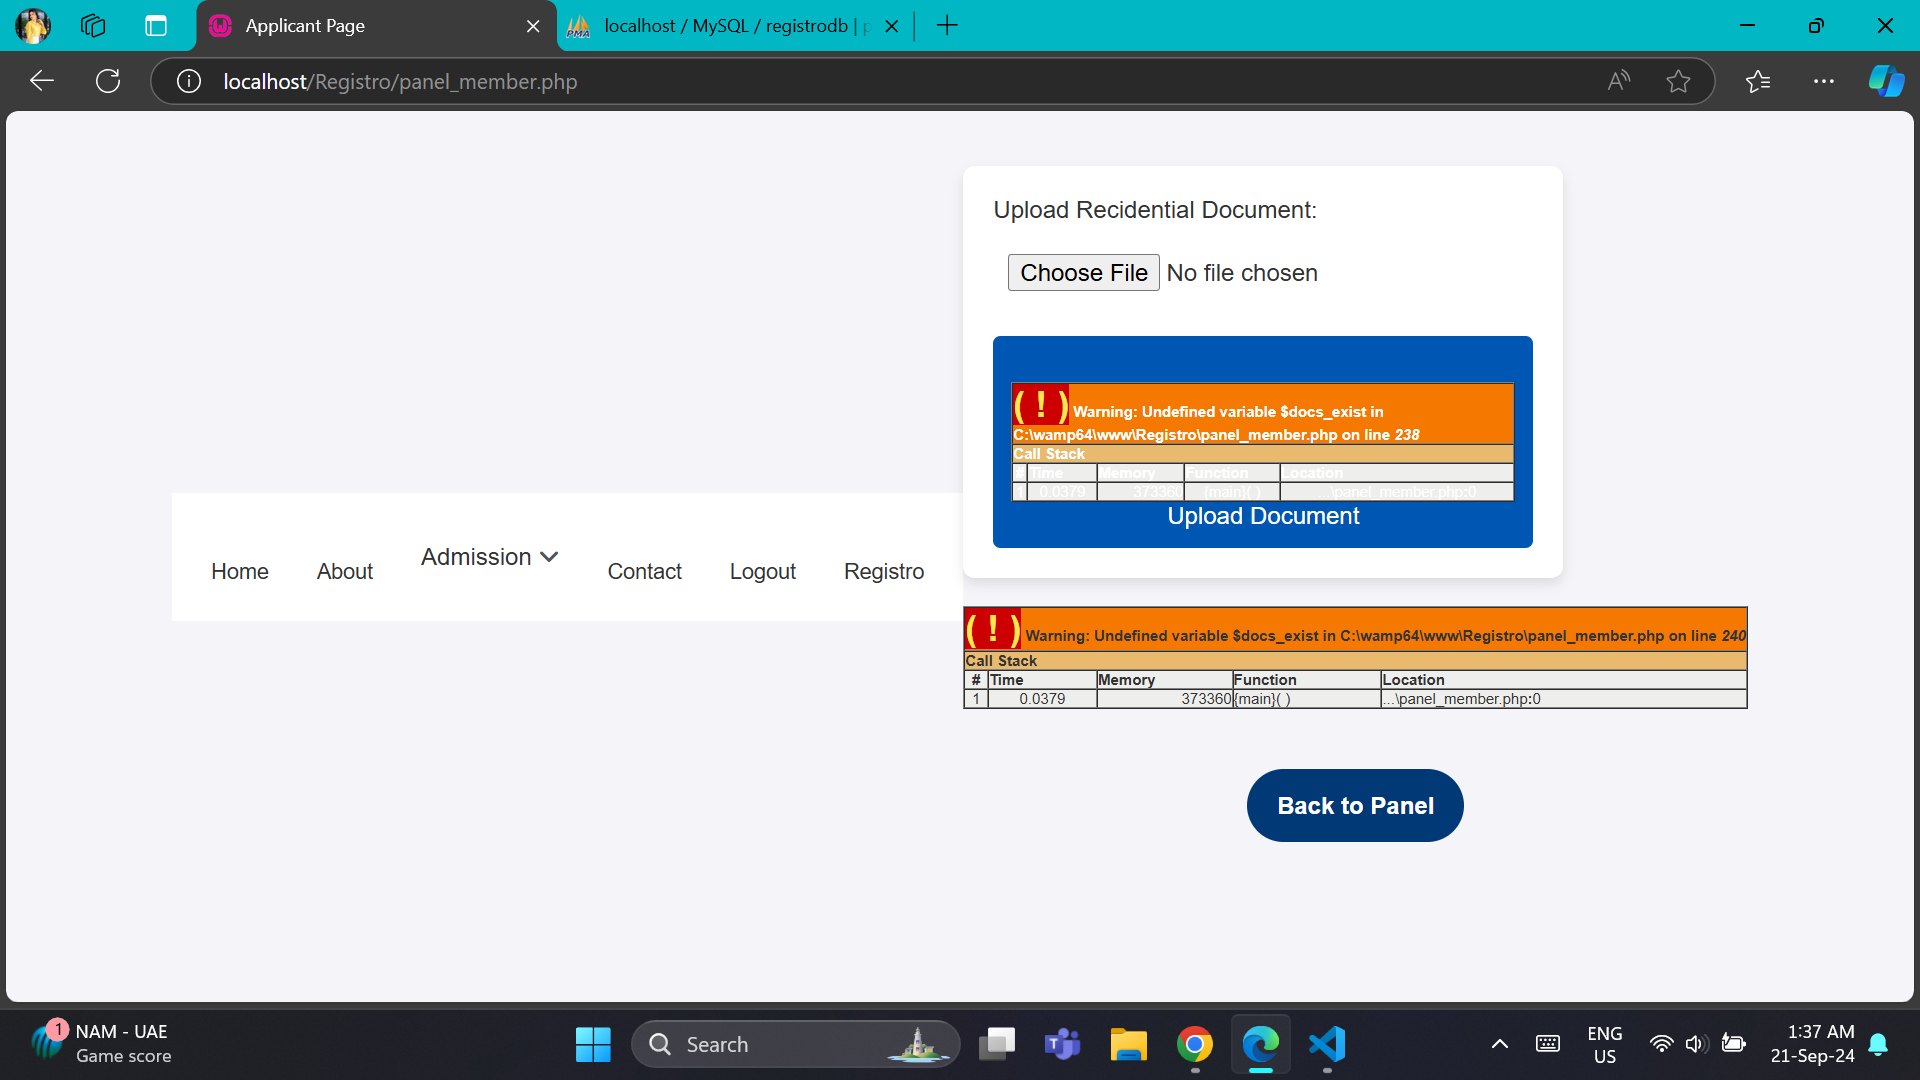 Applicant Page
localhost / MySQL / registrodb | p
localhost/Registro/panel_member.php
Upload Recidential Document:
Choose File No file chosen
( ! ) Warning: Undefined variable $docs_exist in
C:\wamp64\www\Registro\panel_member.php on line 238
Call Stack
# Time Memory Function Location
1 0.0379 373360 {main}( ) ...\panel_member.php:0
Upload Document
Home About Admission Contact Logout Registro
( ! ) Warning: Undefined variable $docs_exist in C:\wamp64\www\Registro\panel_member.php on line 240
Call Stack
# Time Memory Function Location
1 0.0379 373360 {main}( ) ...\panel_member.php:0
Back to Panel
1 NAM - UAE
Game score
Search
ENG
US
1:37 AM
21-Sep-24